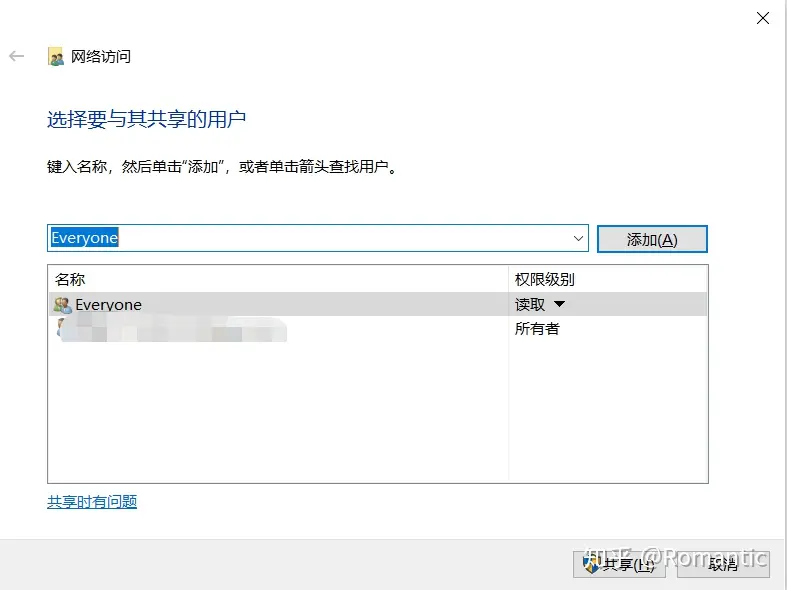 网络访问
选择要与其共享的用户
键入名称，然后单击“添加”，或者单击箭头查找用户。
Everyone
添加(A)
名称 权限级别
Everyone 读取
所有者
共享时有问题
共享(H) 取消
知乎 @Romantic